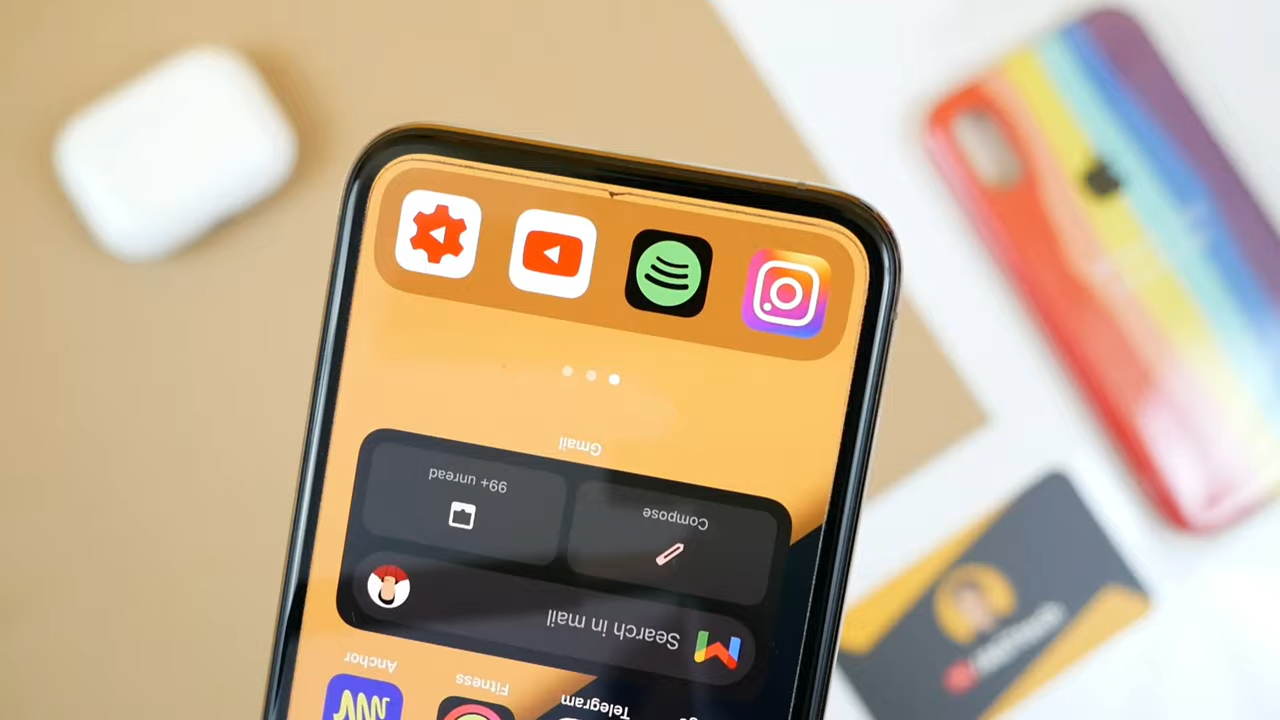 Gmail
99+ unread
Compose
Search in mail
Anchor
Fitness
Telegram